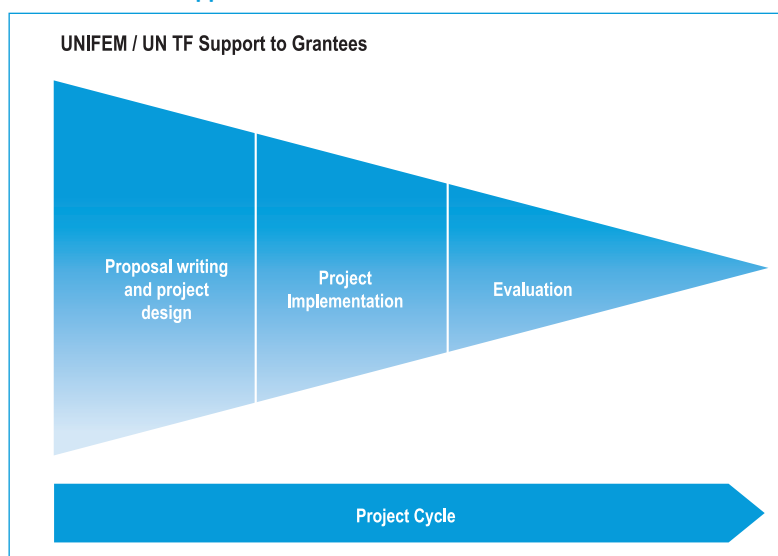 UNIFEM / UN TF Support to Grantees
Proposal writing
and project
design
Project
Implementation
Evaluation
Project Cycle